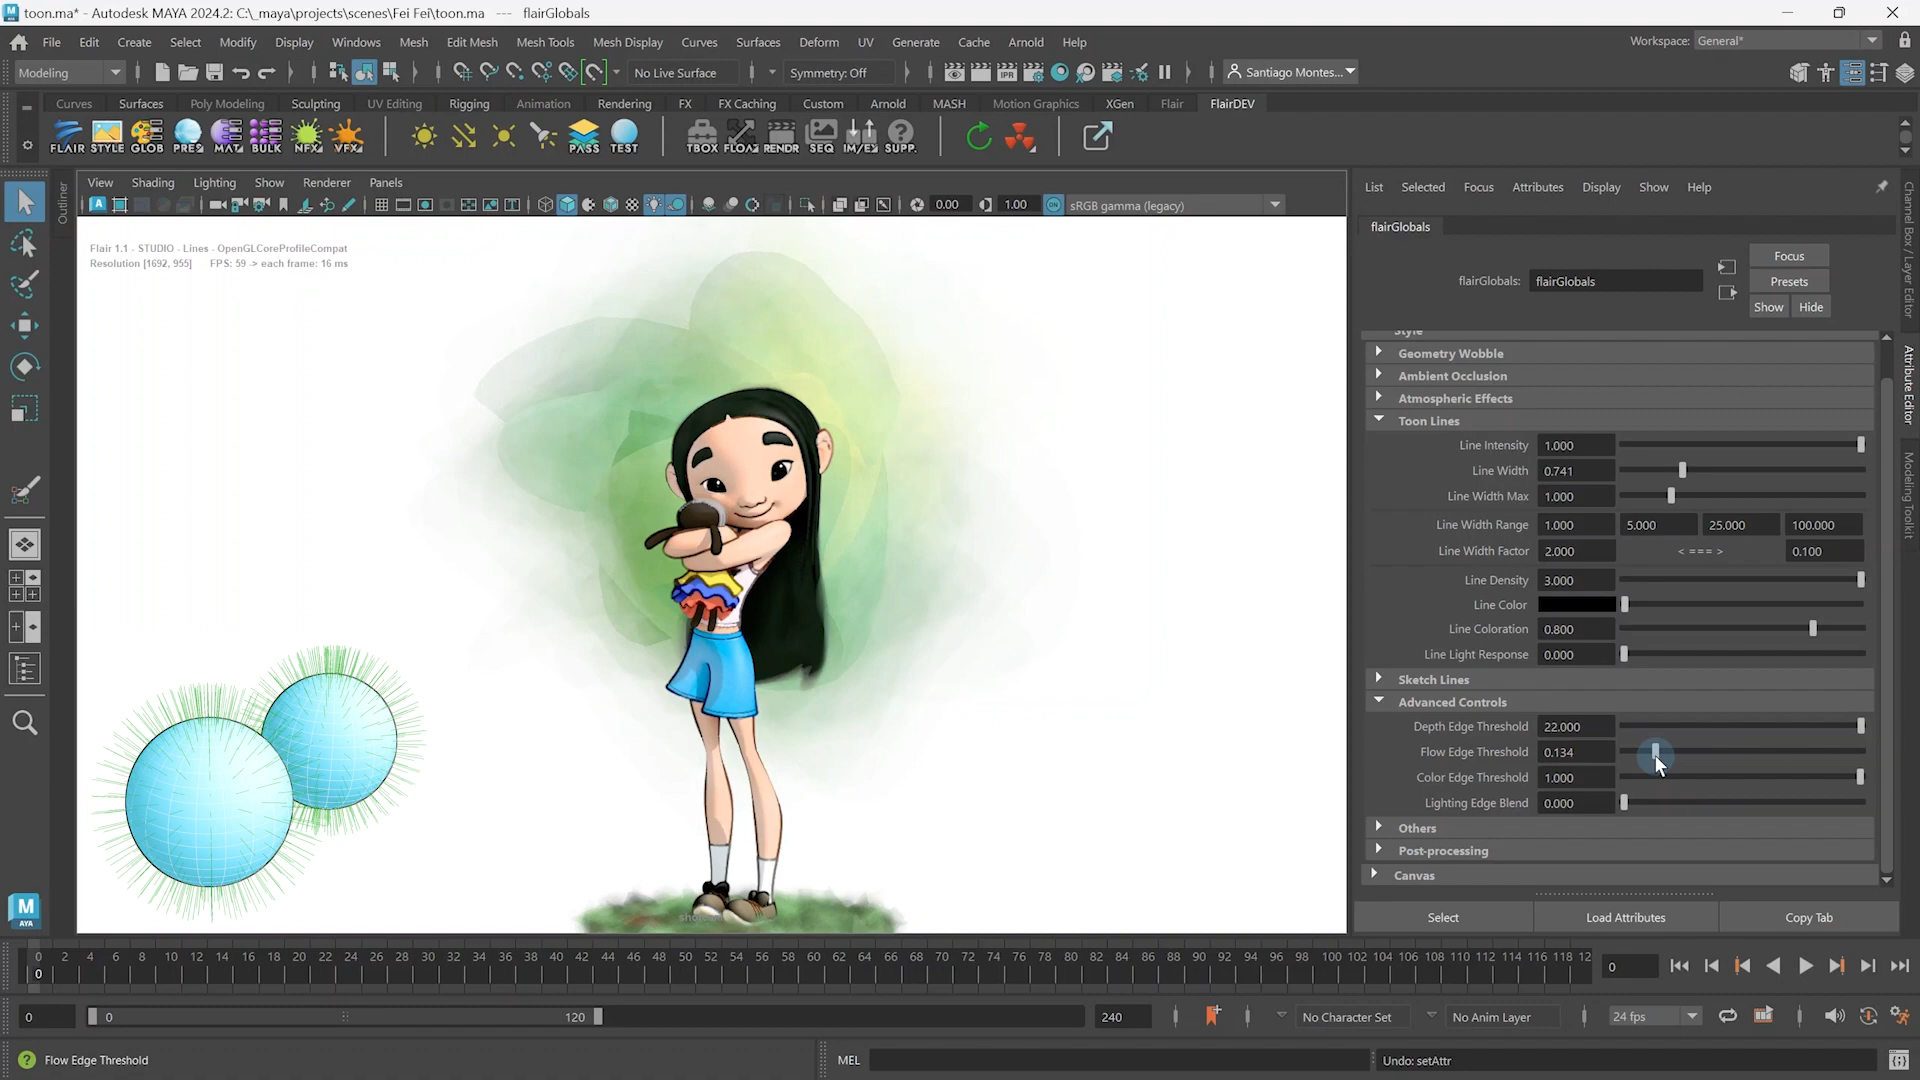 toon.ma* - Autodesk MAYA 2024.2: C:\_maya\projects\scenes\Fei Fei\toon.ma --- flairGlobals
File Edit Create Select Modify Display Windows Mesh Edit Mesh Mesh Tools Mesh Display Curves Surfaces Deform UV Generate Cache Arnold Help Workspace: General*
Modeling No Live Surface Symmetry: Off IPR Santiago Montes...
Curves Surfaces Poly Modeling Sculpting UV Editing Rigging Animation Rendering FX FX Caching Custom Arnold MASH Motion Graphics XGen Flair FlairDEV
FLAIR STYLE GLOB PRES MAT BULK NFX VFX PASS TEST TBOX FLOA RENDR SEQ IM/EX SUPP.
View Shading Lighting Show Renderer Panels
0.00 1.00 ON sRGB gamma (legacy)
Outliner
Flair 1.1 - STUDIO - Lines - OpenGLCoreProfileCompat
Resolution [1692, 955] FPS: 59 -> each frame: 16 ms
List Selected Focus Attributes Display Show Help
flairGlobals
flairGlobals: flairGlobals
Focus
Presets
Show Hide
Style
Geometry Wobble
Ambient Occlusion
Atmospheric Effects
Toon Lines
Line Intensity 1.000
Line Width 0.741
Line Width Max 1.000
Line Width Range 1.000 5.000 25.000 100.000
Line Width Factor 2.000 < === > 0.100
Line Density 3.000
Line Color
Line Coloration 0.800
Line Light Response 0.000
Sketch Lines
Advanced Controls
Depth Edge Threshold 22.000
Flow Edge Threshold 0.134
Color Edge Threshold 1.000
Lighting Edge Blend 0.000
Others
Post-processing
Canvas
Select Load Attributes Copy Tab
Channel Box / Layer Editor
Attribute Editor
Modeling Toolkit
M
AYA
0 2 4 6 8 10 12 14 16 18 20 22 24 26 28 30 32 34 36 38 40 42 44 46 48 50 52 54 56 58 60 62 64 66 68 70 72 74 76 78 80 82 84 86 88 90 92 94 96 98 100 102 104 106 108 110 112 114 116 118 12
0 0
0 0 120 240 No Character Set No Anim Layer 24 fps
Flow Edge Threshold MEL Undo: setAttr